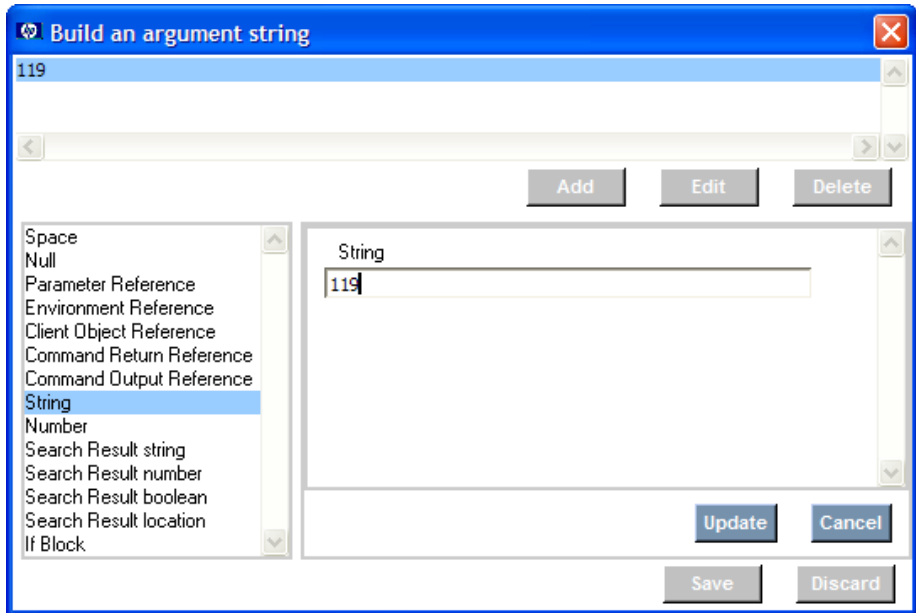 hp Build an argument string
119
Add Edit Delete
Space
Null
Parameter Reference
Environment Reference
Client Object Reference
Command Return Reference
Command Output Reference
String
Number
Search Result string
Search Result number
Search Result boolean
Search Result location
If Block
String
119
Update Cancel
Save Discard